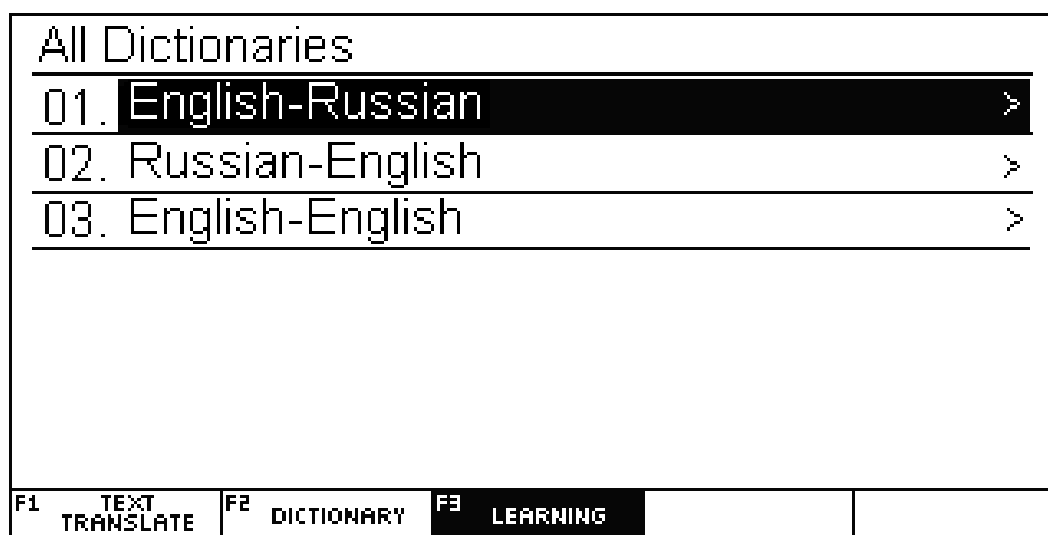 All Dictionaries
01. English-Russian >
02. Russian-English >
03. English-English >
F1 TEXT TRANSLATE F2 DICTIONARY F3 LEARNING